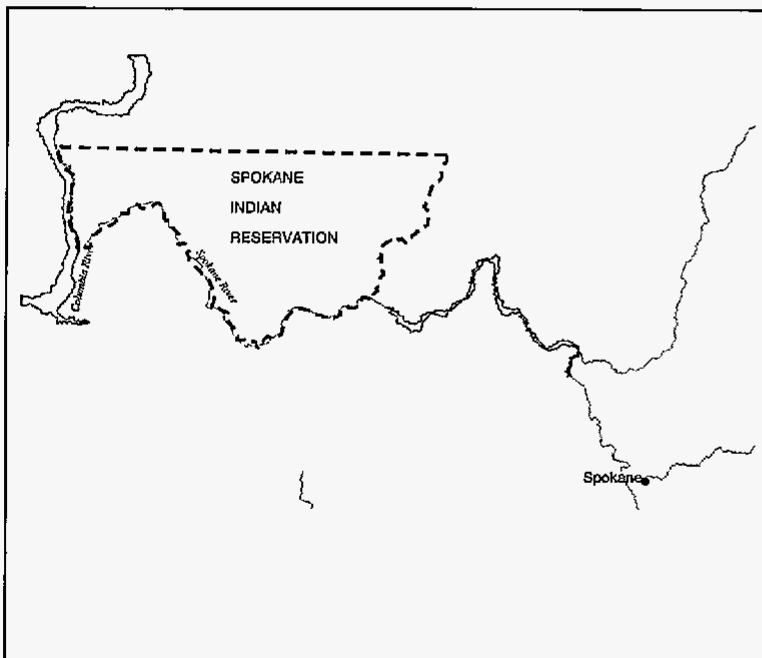 SPOKANE
INDIAN
RESERVATION
Columbia River
Spokane River
Spokane